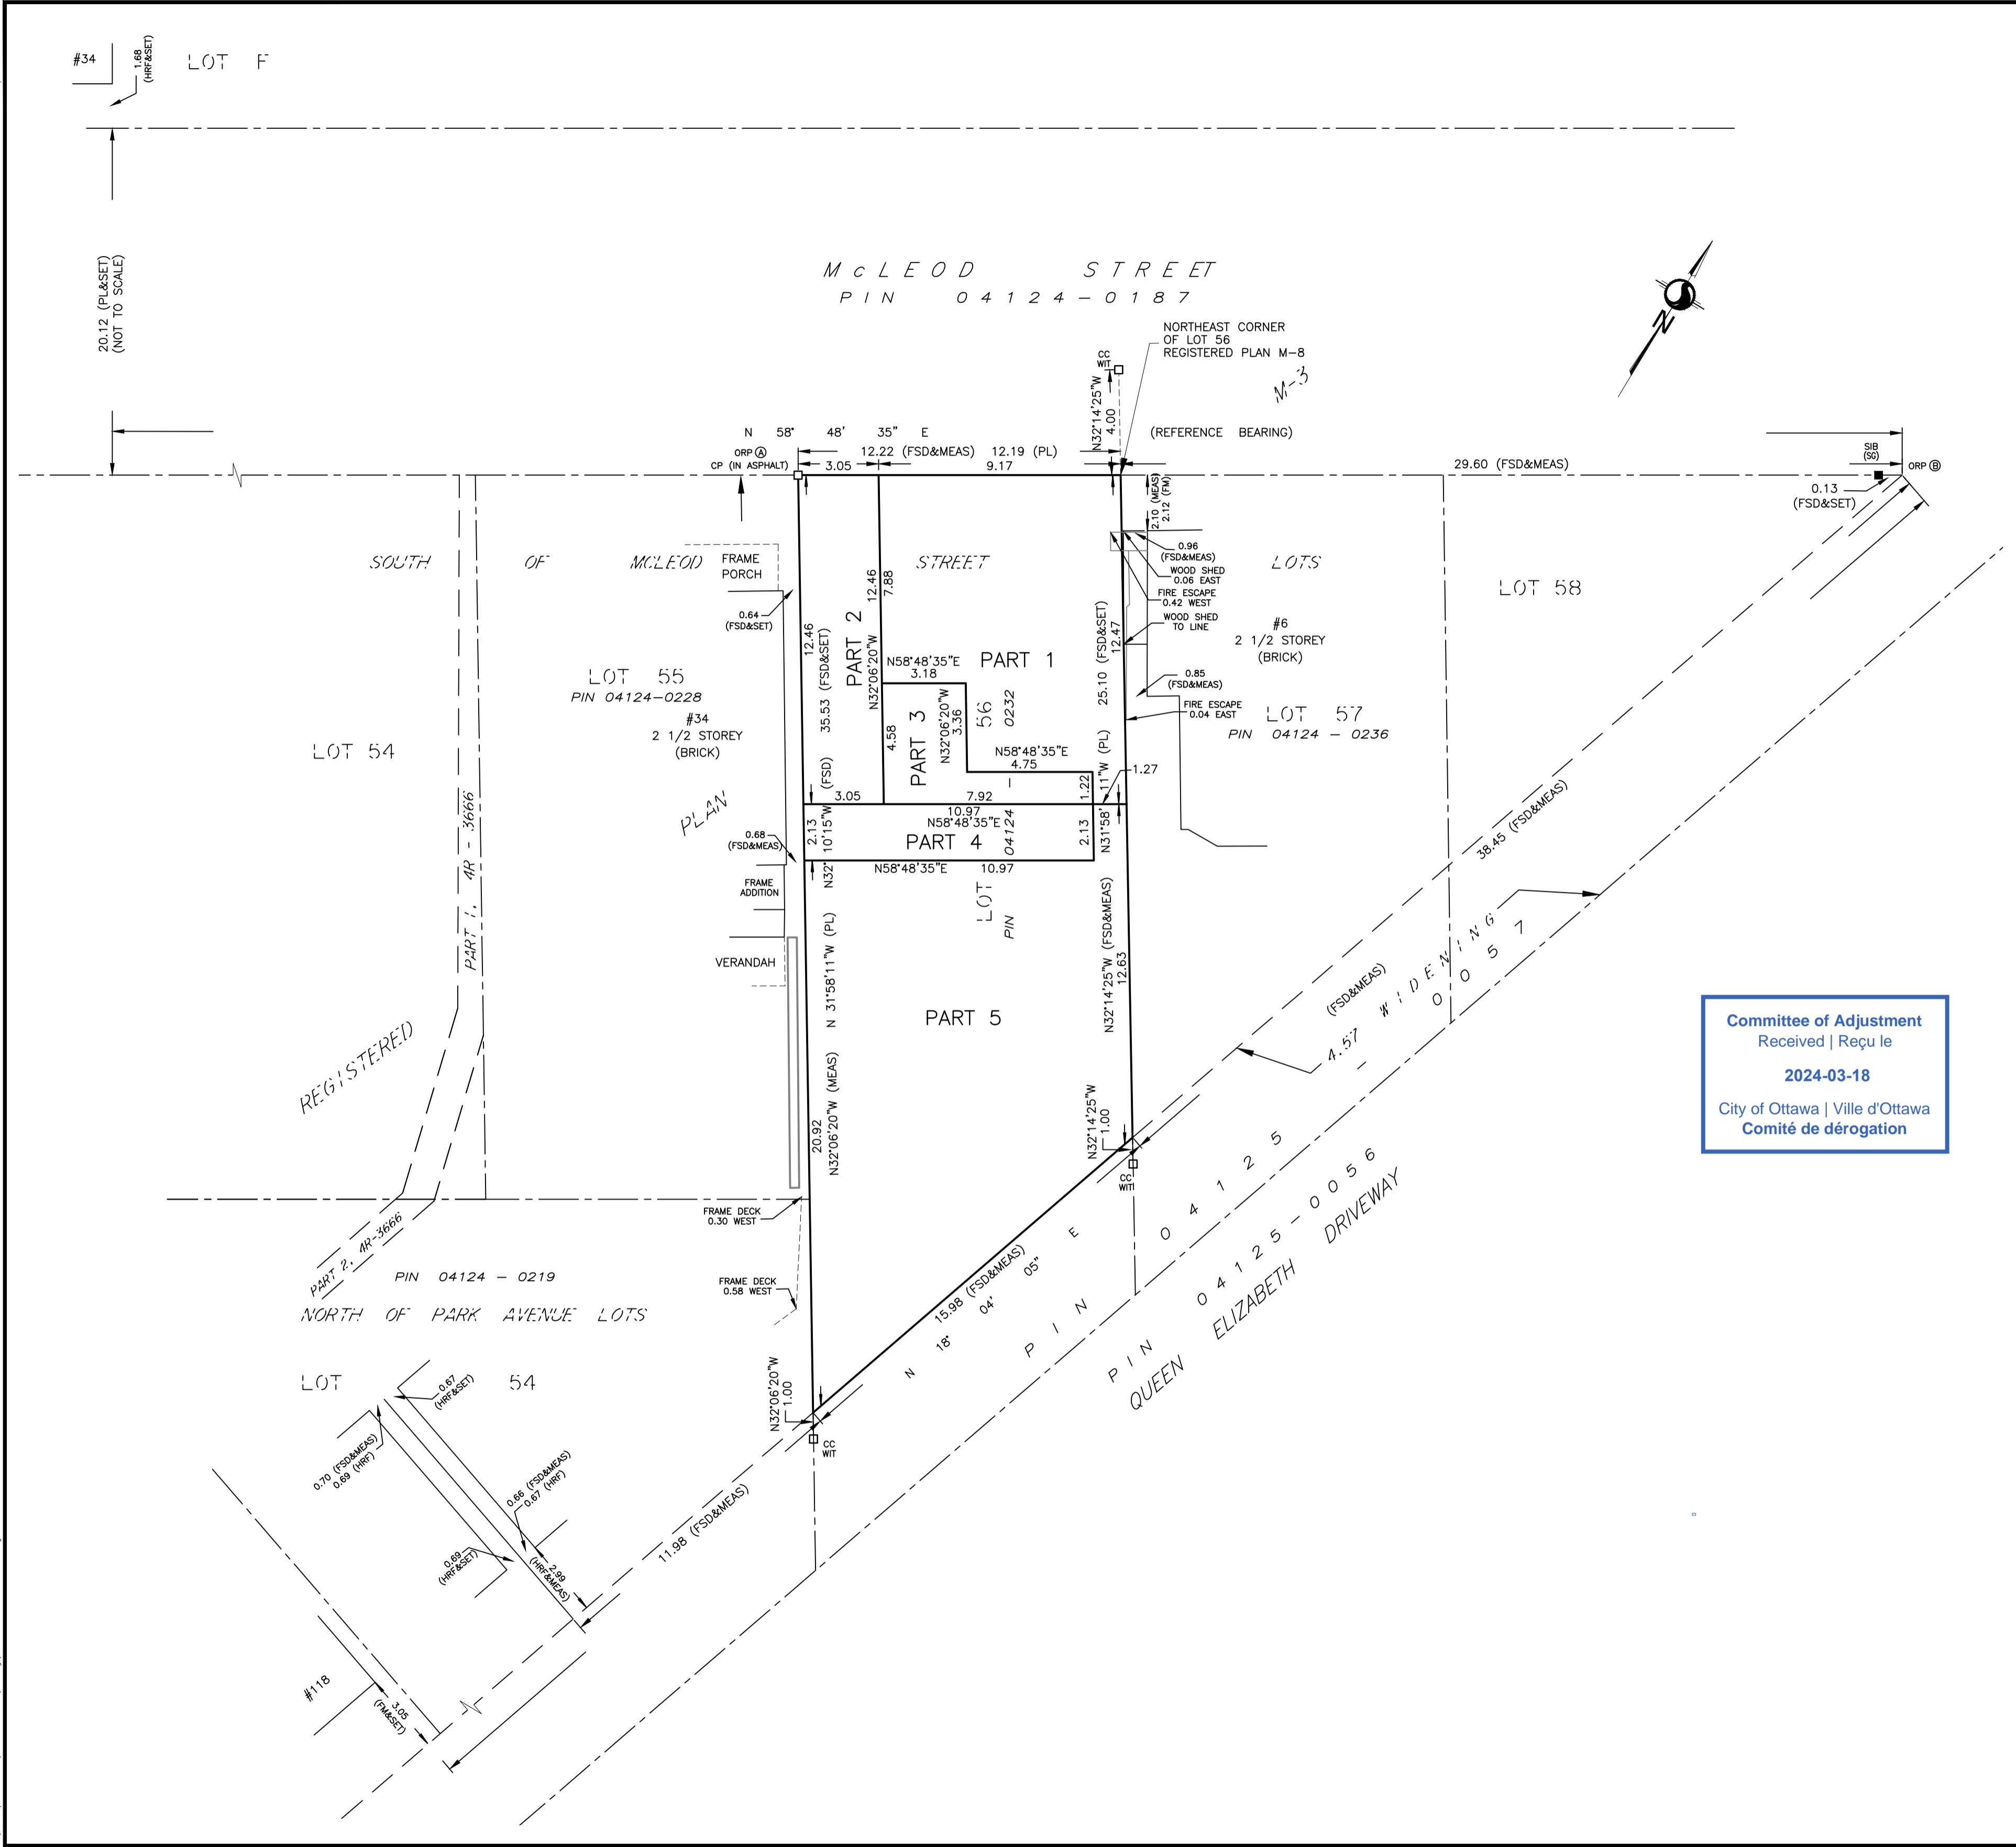 #34
1.68
(HRF&SET)
LOT F
20.12 (PL&SET)
(NOT TO SCALE)
McLEOD STREET
PIN 04124-0187
NORTHEAST CORNER
OF LOT 56
REGISTERED PLAN M-8
CC
WIT
N32°14'25"W
4.00
M-3
N 58° 48' 35" E
(REFERENCE BEARING)
ORP Ⓐ
CP (IN ASPHALT)
12.22 (FSD&MEAS) 12.19 (PL)
3.05
9.17
29.60 (FSD&MEAS)
SIB
(SG)
ORP Ⓑ
0.13
(FSD&SET)
2.10 (MEAS)
2.12 (FM)
SOUTH OF MCLEOD STREET LOTS
FRAME
PORCH
0.96
(FSD&MEAS)
WOOD SHED
0.06 EAST
FIRE ESCAPE
0.42 WEST
WOOD SHED
TO LINE
LOT 58
0.64
(FSD&SET)
12.46
35.53 (FSD&SET)
PART 2
N32°06'20"W
12.46
7.88
N58°48'35"E
3.18
PART 1
25.10 (FSD&SET)
12.47
#6
2 1/2 STOREY
(BRICK)
0.85
(FSD&MEAS)
FIRE ESCAPE
0.04 EAST
LOT 57
PIN 04124 - 0236
LOT 55
PIN 04124-0228
#34
2 1/2 STOREY
(BRICK)
LOT 54
4.58
PART 3
N32°06'20"W
3.36
LOT 56
PIN 04124 - 0232
N58°48'35"E
4.75
1.22
1.27
N31°58'11"W (PL)
3.05
7.92
10.97
N58°48'35"E
N32°10'15"W (FSD)
2.13
PART 4
2.13
N58°48'35"E 10.97
PLAN
0.68
(FSD&MEAS)
FRAME
ADDITION
VERANDAH
PART 1, 4R - 3666
REGISTERED
N 31°58'11"W (PL)
20.92
N32°06'20"W (MEAS)
PART 5
N32°14'25"W (FSD&MEAS)
12.63
N32°14'25"W
1.00
CC
WIT
38.45 (FSD&MEAS)
(FSD&MEAS)
4.57 WIDENING
PIN 04125 - 0057
PIN 04125-0056
QUEEN ELIZABETH DRIVEWAY
Committee of Adjustment
Received | Reçu le
2024-03-18
City of Ottawa | Ville d'Ottawa
Comité de dérogation
FRAME DECK
0.30 WEST
FRAME DECK
0.58 WEST
15.98 (FSD&MEAS)
N 18° 04' 05" E
PART 2, 4R-3666
PIN 04124 - 0219
NORTH OF PARK AVENUE LOTS
LOT 54
N32°06'20"W
1.00
CC
WIT
0.67
(HRF&SET)
0.70 (FSD&MEAS)
0.69 (HRF)
0.66 (FSD&MEAS)
0.67 (HRF)
0.69
(HRF&SET)
2.99
(HRF&MEAS)
11.98 (FSD&MEAS)
#118
3.05
(FM&SET)
N